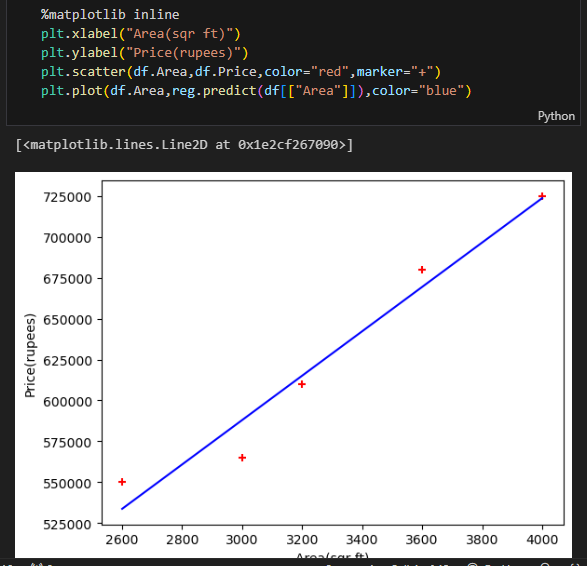 %matplotlib inline
plt.xlabel("Area(sqr ft)")
plt.ylabel("Price(rupees)")
plt.scatter(df.Area,df.Price,color="red",marker="+")
plt.plot(df.Area,reg.predict(df[["Area"]]),color="blue")
Python
[<matplotlib.lines.Line2D at 0x1e2cf267090>]
725000
700000
675000
650000
625000
600000
575000
550000
525000
Price(rupees)
2600 2800 3000 3200 3400 3600 3800 4000
Area(sqr ft)